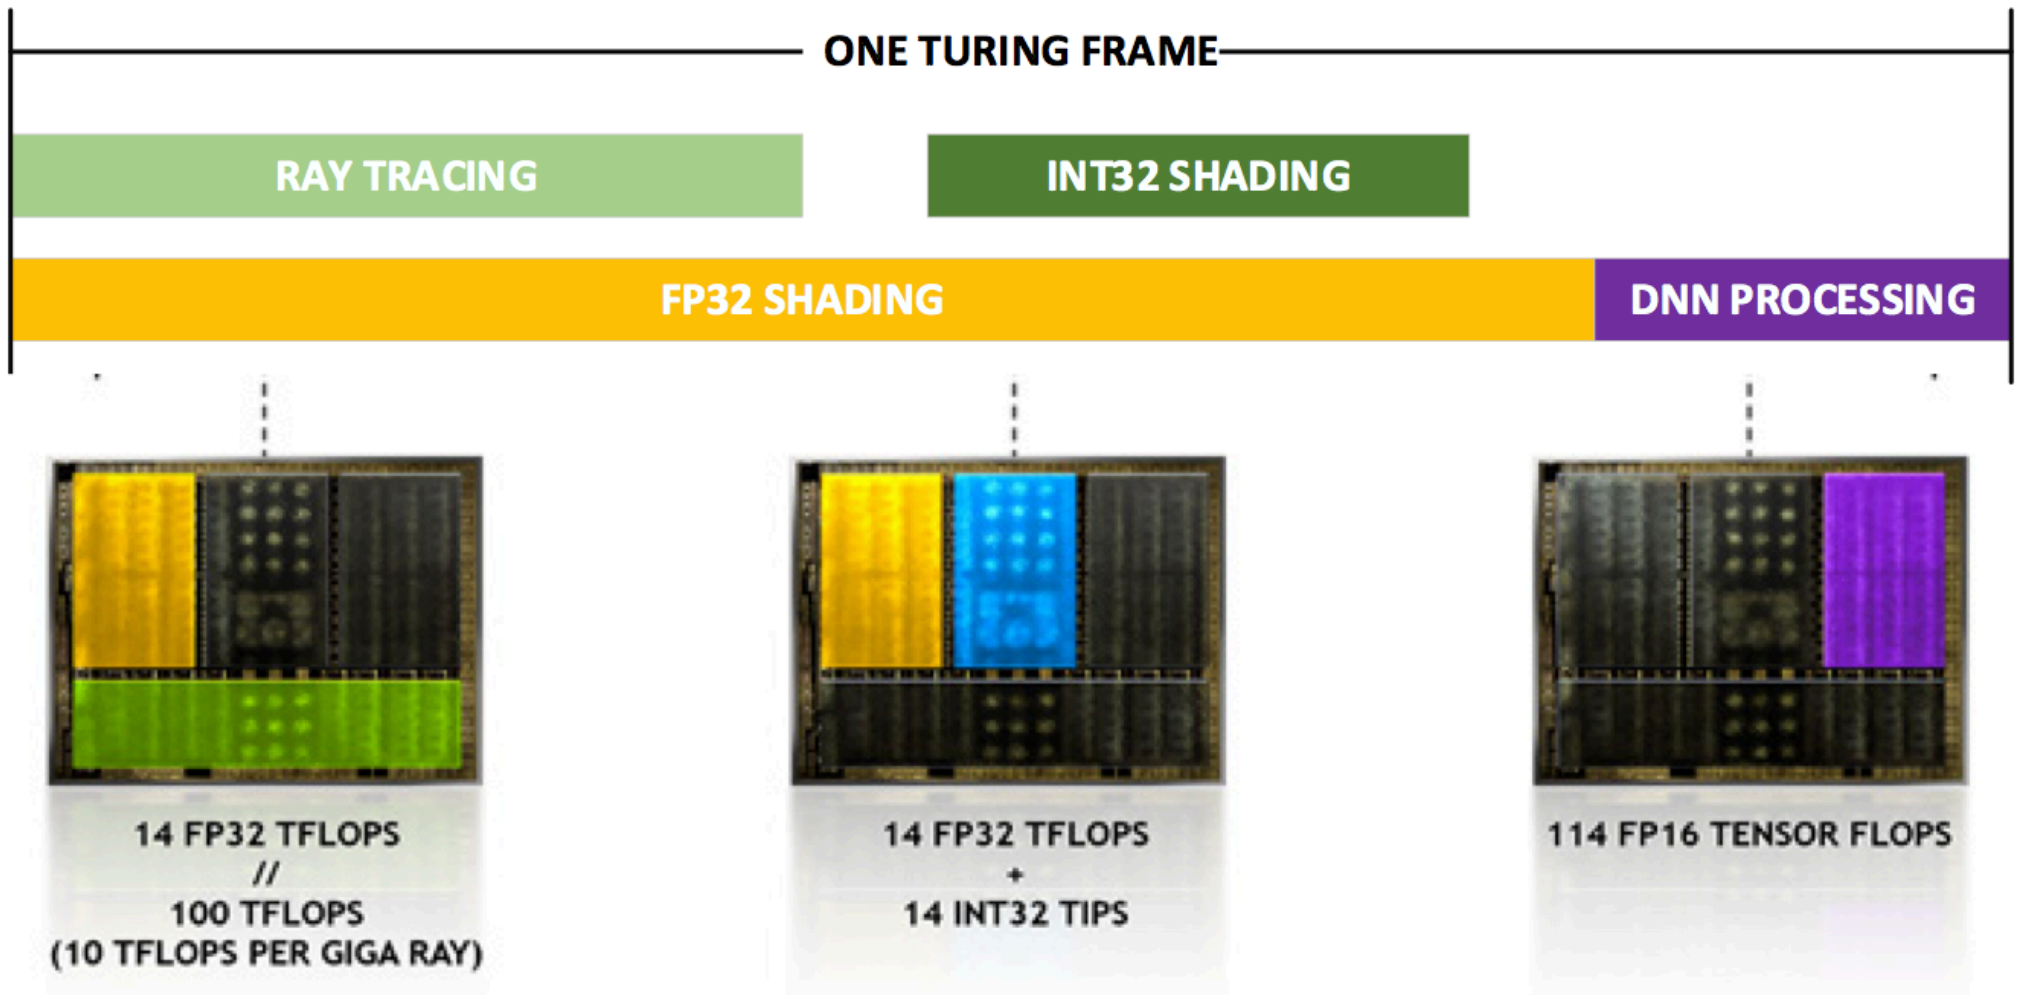 ONE TURING FRAME
RAY TRACING
INT32 SHADING
FP32 SHADING
DNN PROCESSING
14 FP32 TFLOPS
//
100 TFLOPS
(10 TFLOPS PER GIGA RAY)
14 FP32 TFLOPS
+
14 INT32 TIPS
114 FP16 TENSOR FLOPS